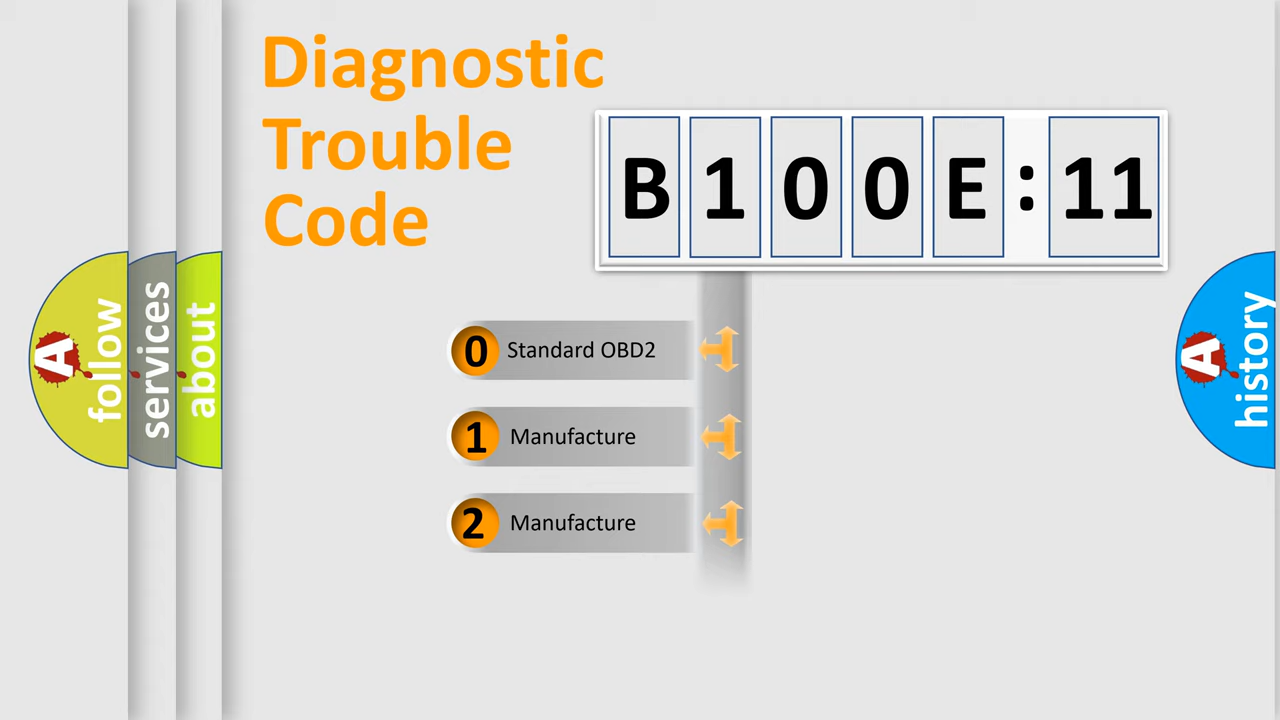 Diagnostic
Trouble
Code
B 1 0 0 E : 11
0 Standard OBD2
1 Manufacture
2 Manufacture
A follow
services
about
A history